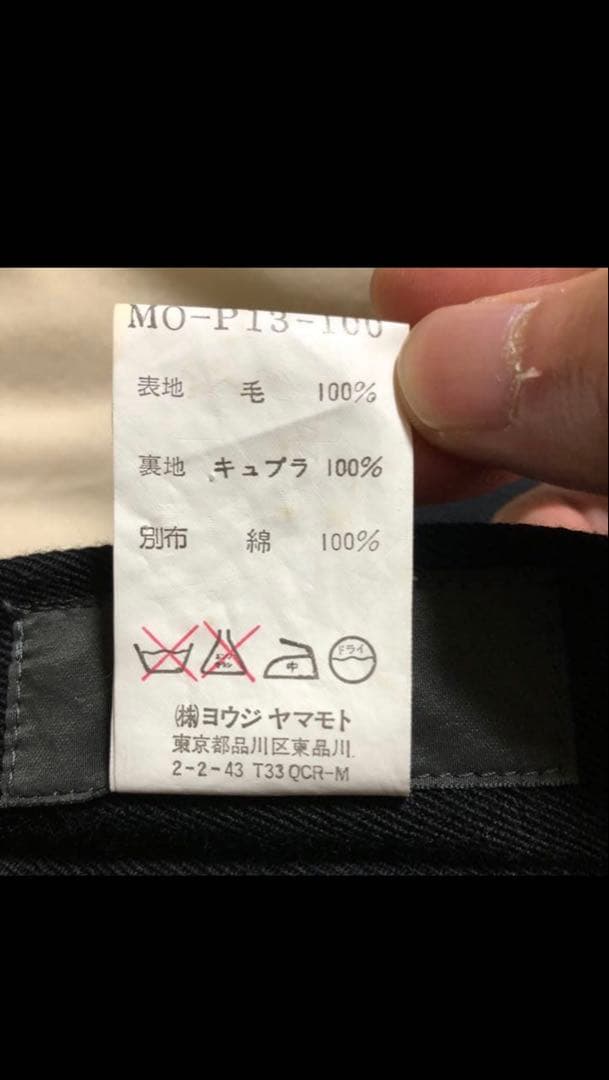 MO-P13-100
表地 毛 100%
裏地 キュプラ 100%
別布 綿 100%
中 ドライ
㈱ヨウジ ヤマモト
東京都品川区東品川
2-2-43 T33 QCR-M